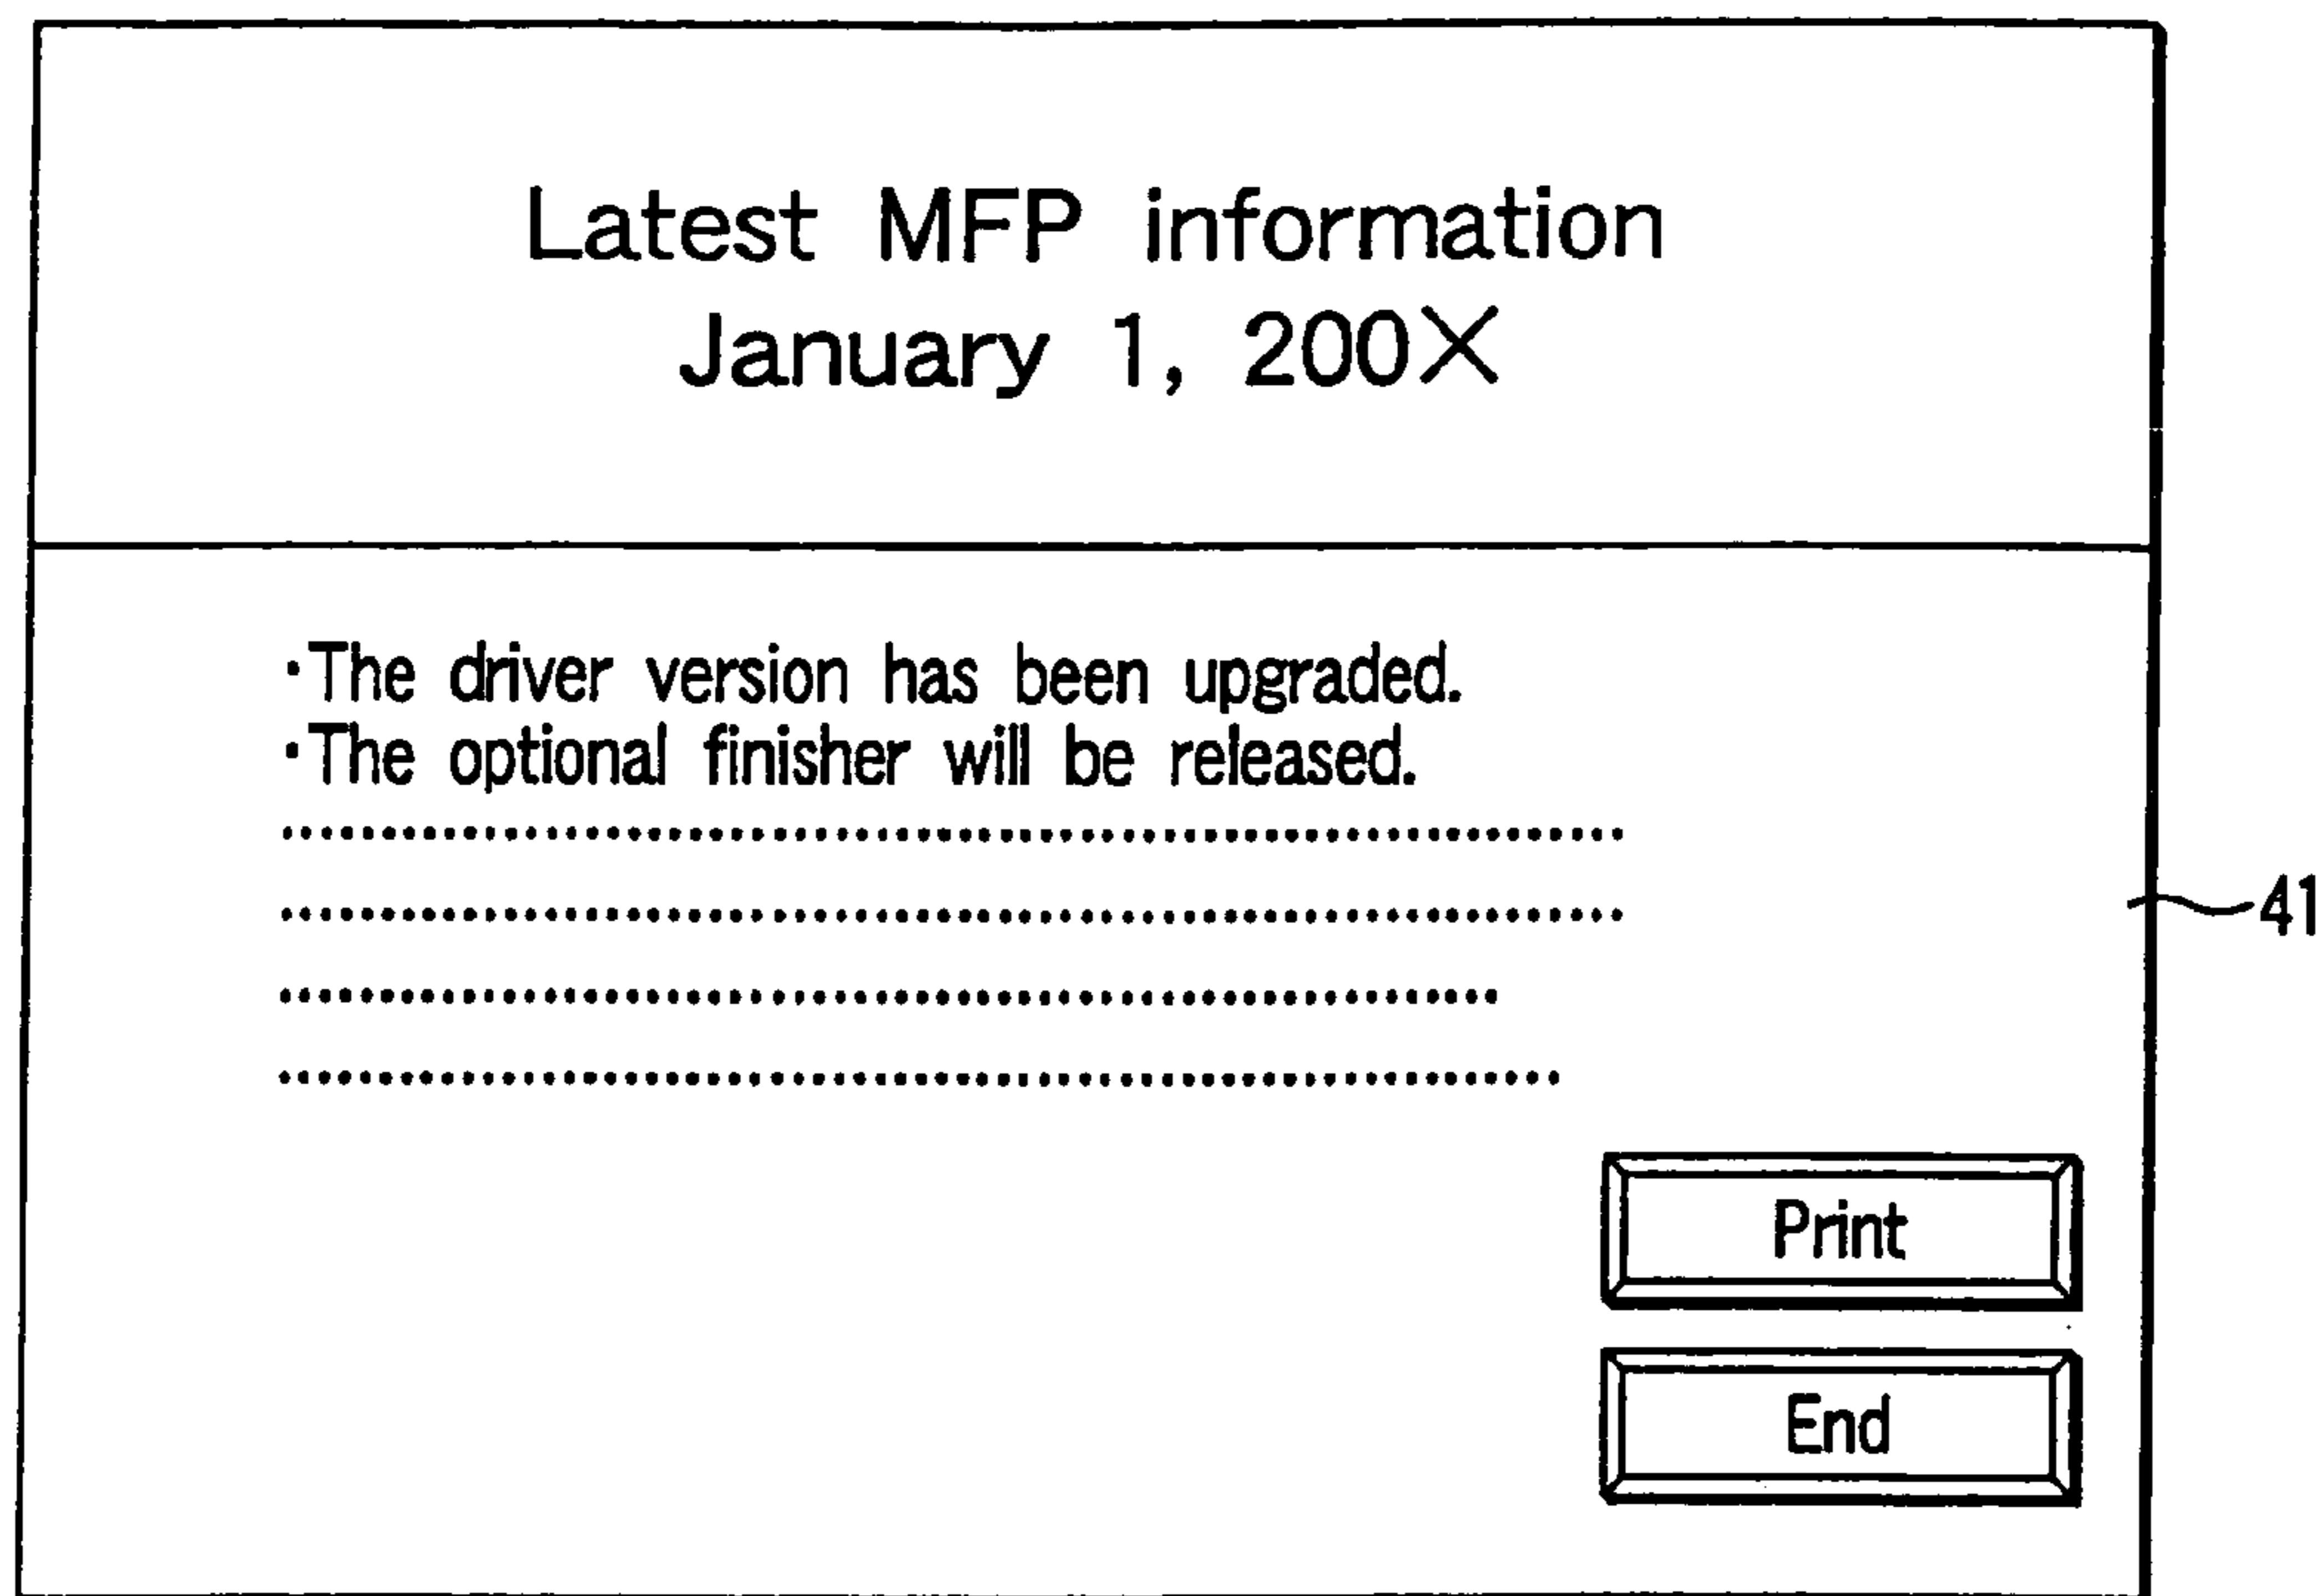 Latest MFP information
January 1, 200X
·The driver version has been upgraded.
·The optional finisher will be released.
................................................................
................................................................
..........................................................
.............................................................
41
Print
End